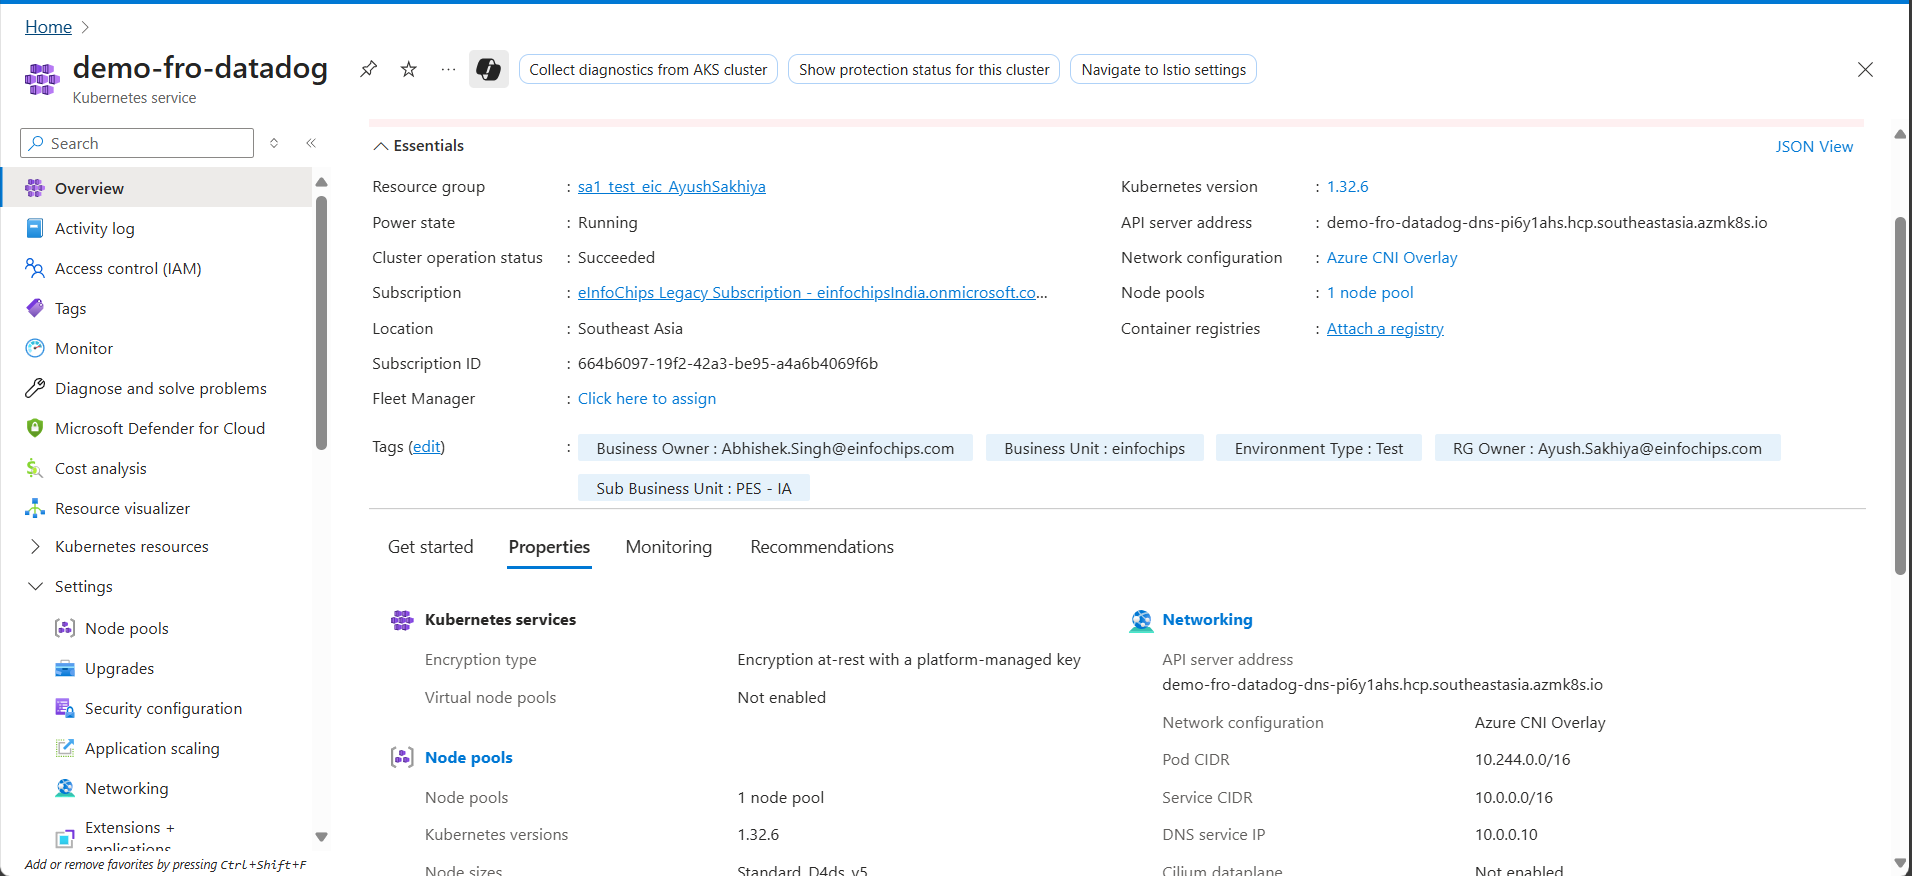 Home
demo-fro-datadog
Kubernetes service
Collect diagnostics from AKS cluster
Show protection status for this cluster
Navigate to Istio settings
Search
Overview
Activity log
Access control (IAM)
Tags
Monitor
Diagnose and solve problems
Microsoft Defender for Cloud
Cost analysis
Resource visualizer
Kubernetes resources
Settings
Node pools
Upgrades
Security configuration
Application scaling
Networking
Extensions +
applications
Add or remove favorites by pressing Ctrl+Shift+F
Essentials
JSON View
Resource group : sa1_test_eic_AyushSakhiya
Power state : Running
Cluster operation status : Succeeded
Subscription : eInfoChips Legacy Subscription - einfochipsIndia.onmicrosoft.co...
Location : Southeast Asia
Subscription ID : 664b6097-19f2-42a3-be95-a4a6b4069f6b
Fleet Manager : Click here to assign
Kubernetes version : 1.32.6
API server address : demo-fro-datadog-dns-pi6y1ahs.hcp.southeastasia.azmk8s.io
Network configuration : Azure CNI Overlay
Node pools : 1 node pool
Container registries : Attach a registry
Tags (edit) : Business Owner : Abhishek.Singh@einfochips.com Business Unit : einfochips Environment Type : Test RG Owner : Ayush.Sakhiya@einfochips.com
Sub Business Unit : PES - IA
Get started Properties Monitoring Recommendations
Kubernetes services
Encryption type Encryption at-rest with a platform-managed key
Virtual node pools Not enabled
Node pools
Node pools 1 node pool
Kubernetes versions 1.32.6
Node sizes Standard_D4ds_v5
Networking
API server address
demo-fro-datadog-dns-pi6y1ahs.hcp.southeastasia.azmk8s.io
Network configuration Azure CNI Overlay
Pod CIDR 10.244.0.0/16
Service CIDR 10.0.0.0/16
DNS service IP 10.0.0.10
Cilium dataplane Not enabled